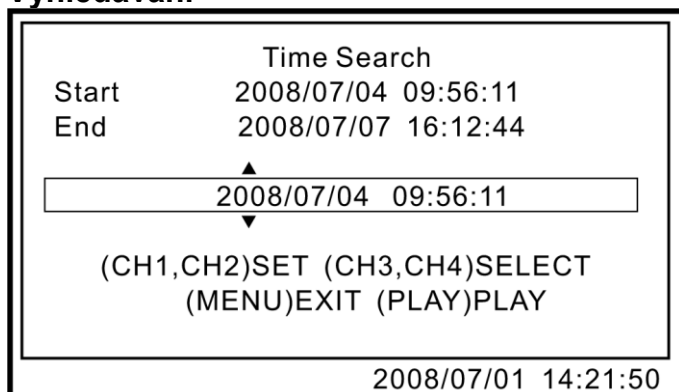 Time Search
Start 2008/07/04 09:56:11
End 2008/07/07 16:12:44
▲
2008/07/04 09:56:11
▼
(CH1,CH2)SET (CH3,CH4)SELECT
(MENU)EXIT (PLAY)PLAY
2008/07/01 14:21:50